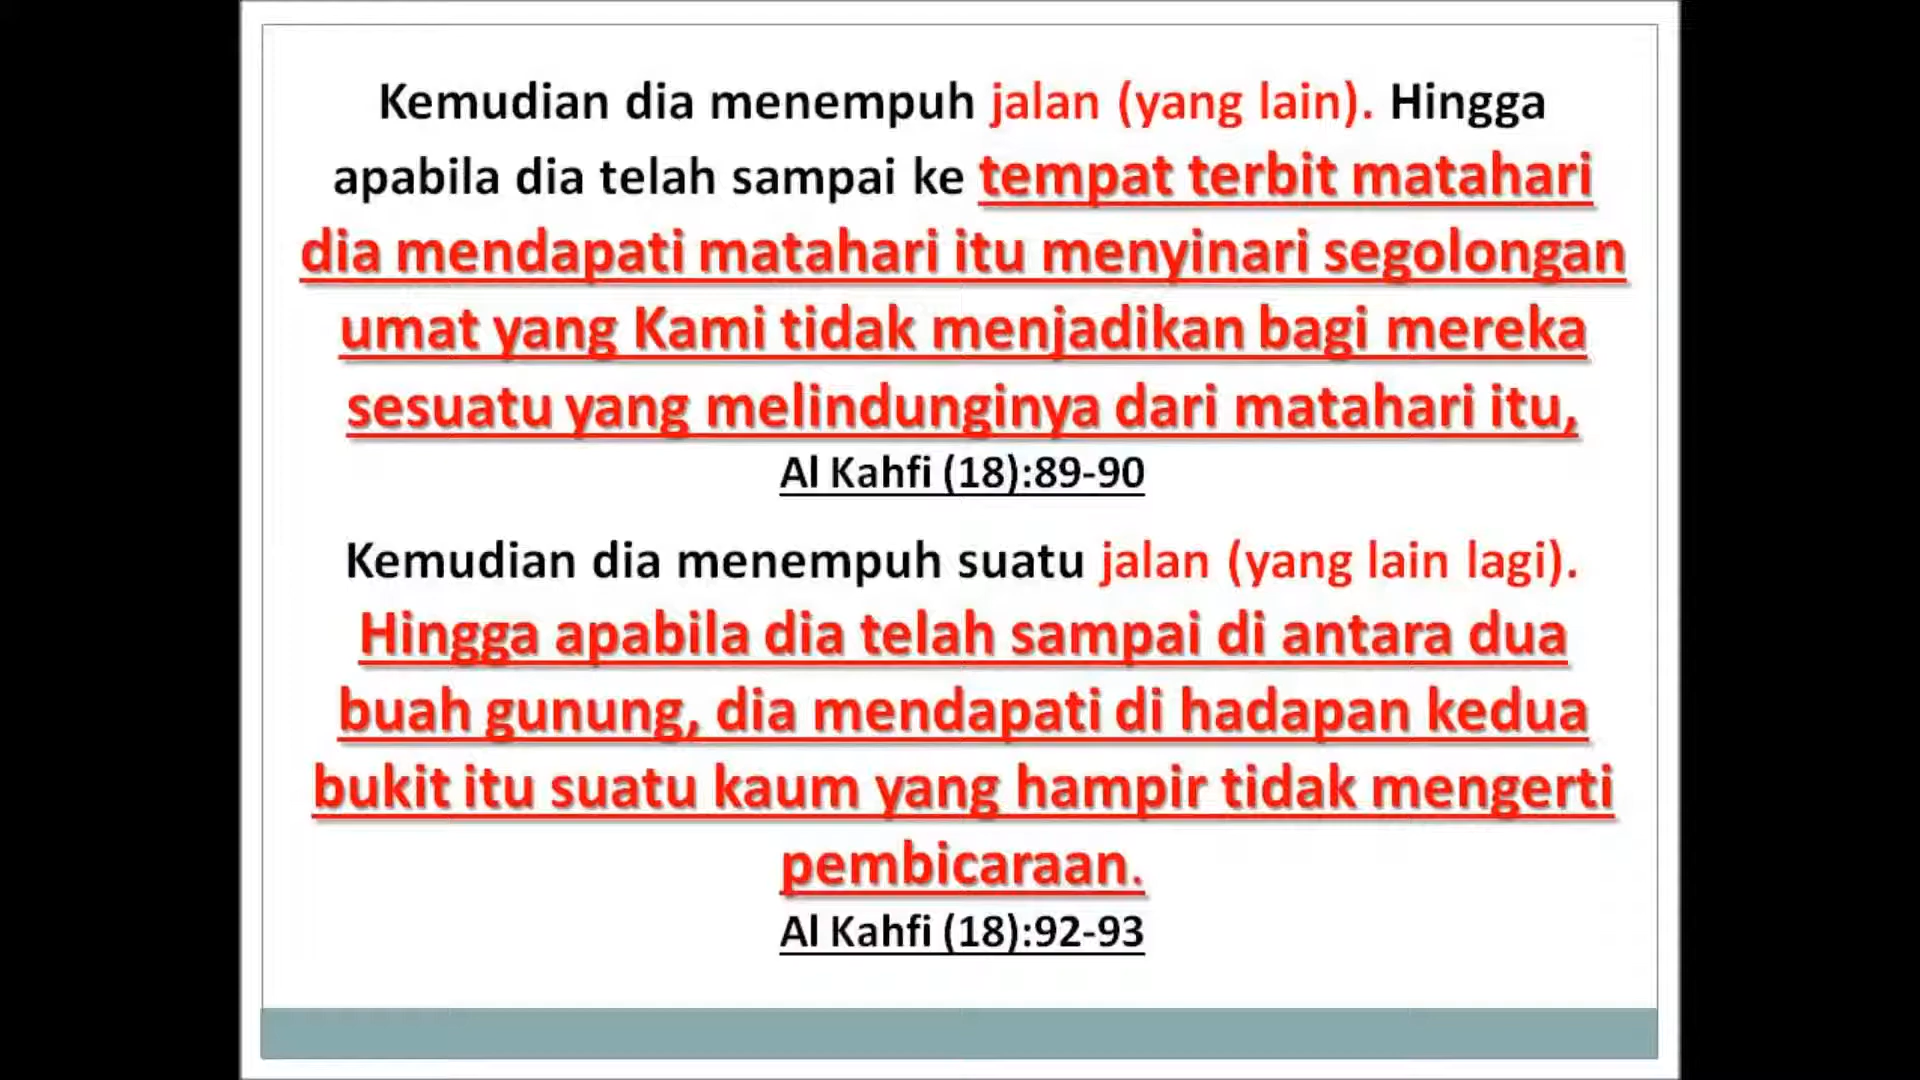 Kemudian dia menempuh jalan (yang lain). Hingga
apabila dia telah sampai ke tempat terbit matahari
dia mendapati matahari itu menyinari segolongan
umat yang Kami tidak menjadikan bagi mereka
sesuatu yang melindunginya dari matahari itu,
Al Kahfi (18):89-90
Kemudian dia menempuh suatu jalan (yang lain lagi).
Hingga apabila dia telah sampai di antara dua
buah gunung, dia mendapati di hadapan kedua
bukit itu suatu kaum yang hampir tidak mengerti
pembicaraan.
Al Kahfi (18):92-93